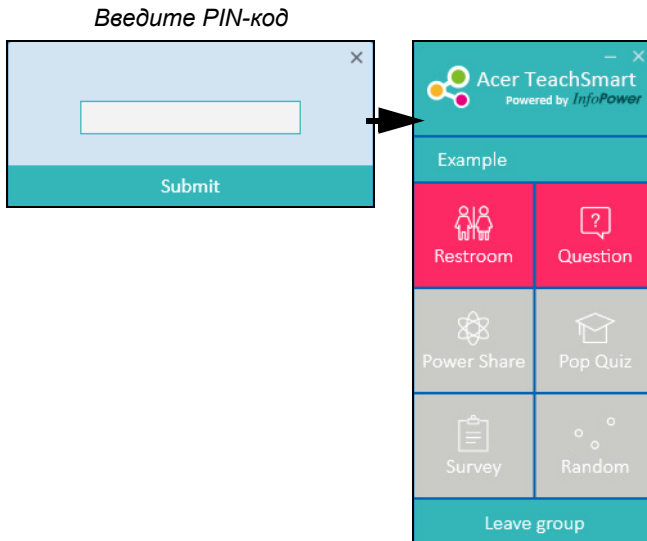 Введите PIN-код
Submit
Acer TeachSmart
Powered by InfoPower
Example
Restroom
Question
Power Share
Pop Quiz
Survey
Random
Leave group